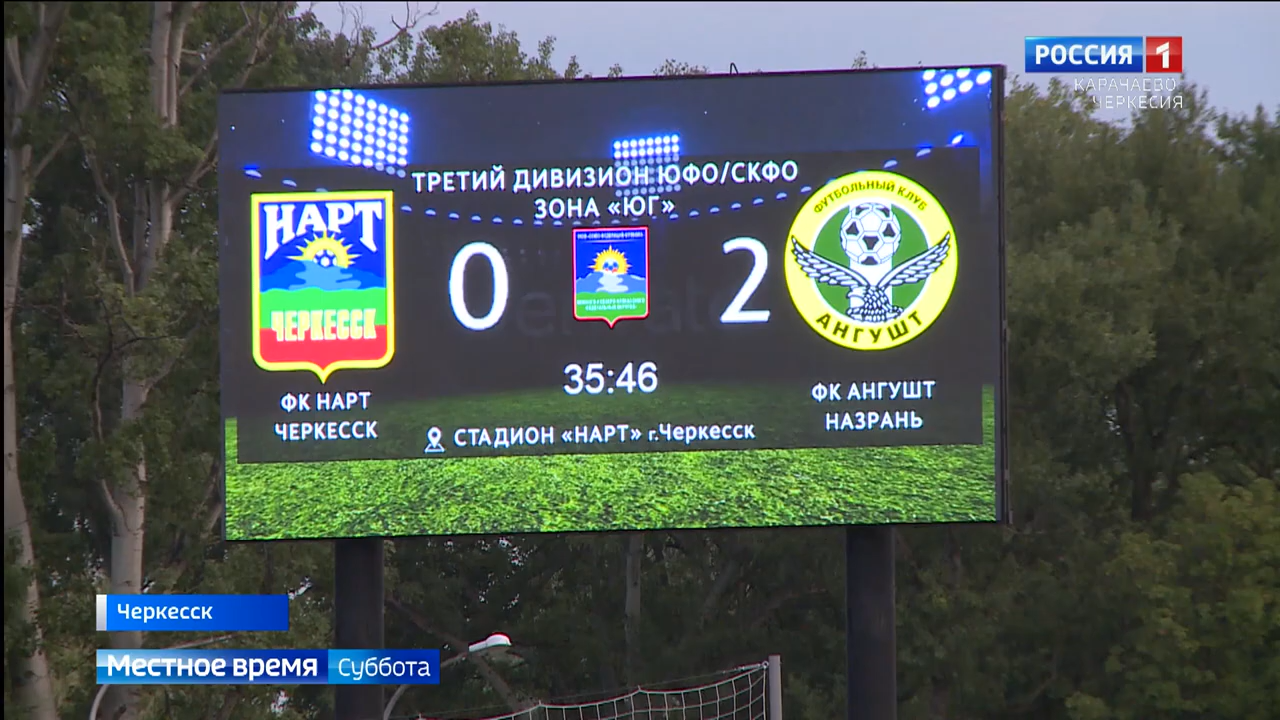 РОССИЯ 1
КАРАЧАЕВО
ЧЕРКЕСИЯ
ТРЕТИЙ ДИВИЗИОН ЮФО/СКФО
ЗОНА «ЮГ»
НАРТ
ЧЕРКЕССК
0
2
ФУТБОЛЬНЫЙ КЛУБ
АНГУШТ
35:46
ФК НАРТ
ЧЕРКЕССК
ФК АНГУШТ
НАЗРАНЬ
СТАДИОН «НАРТ» г.Черкесск
Черкесск
Местное время Суббота